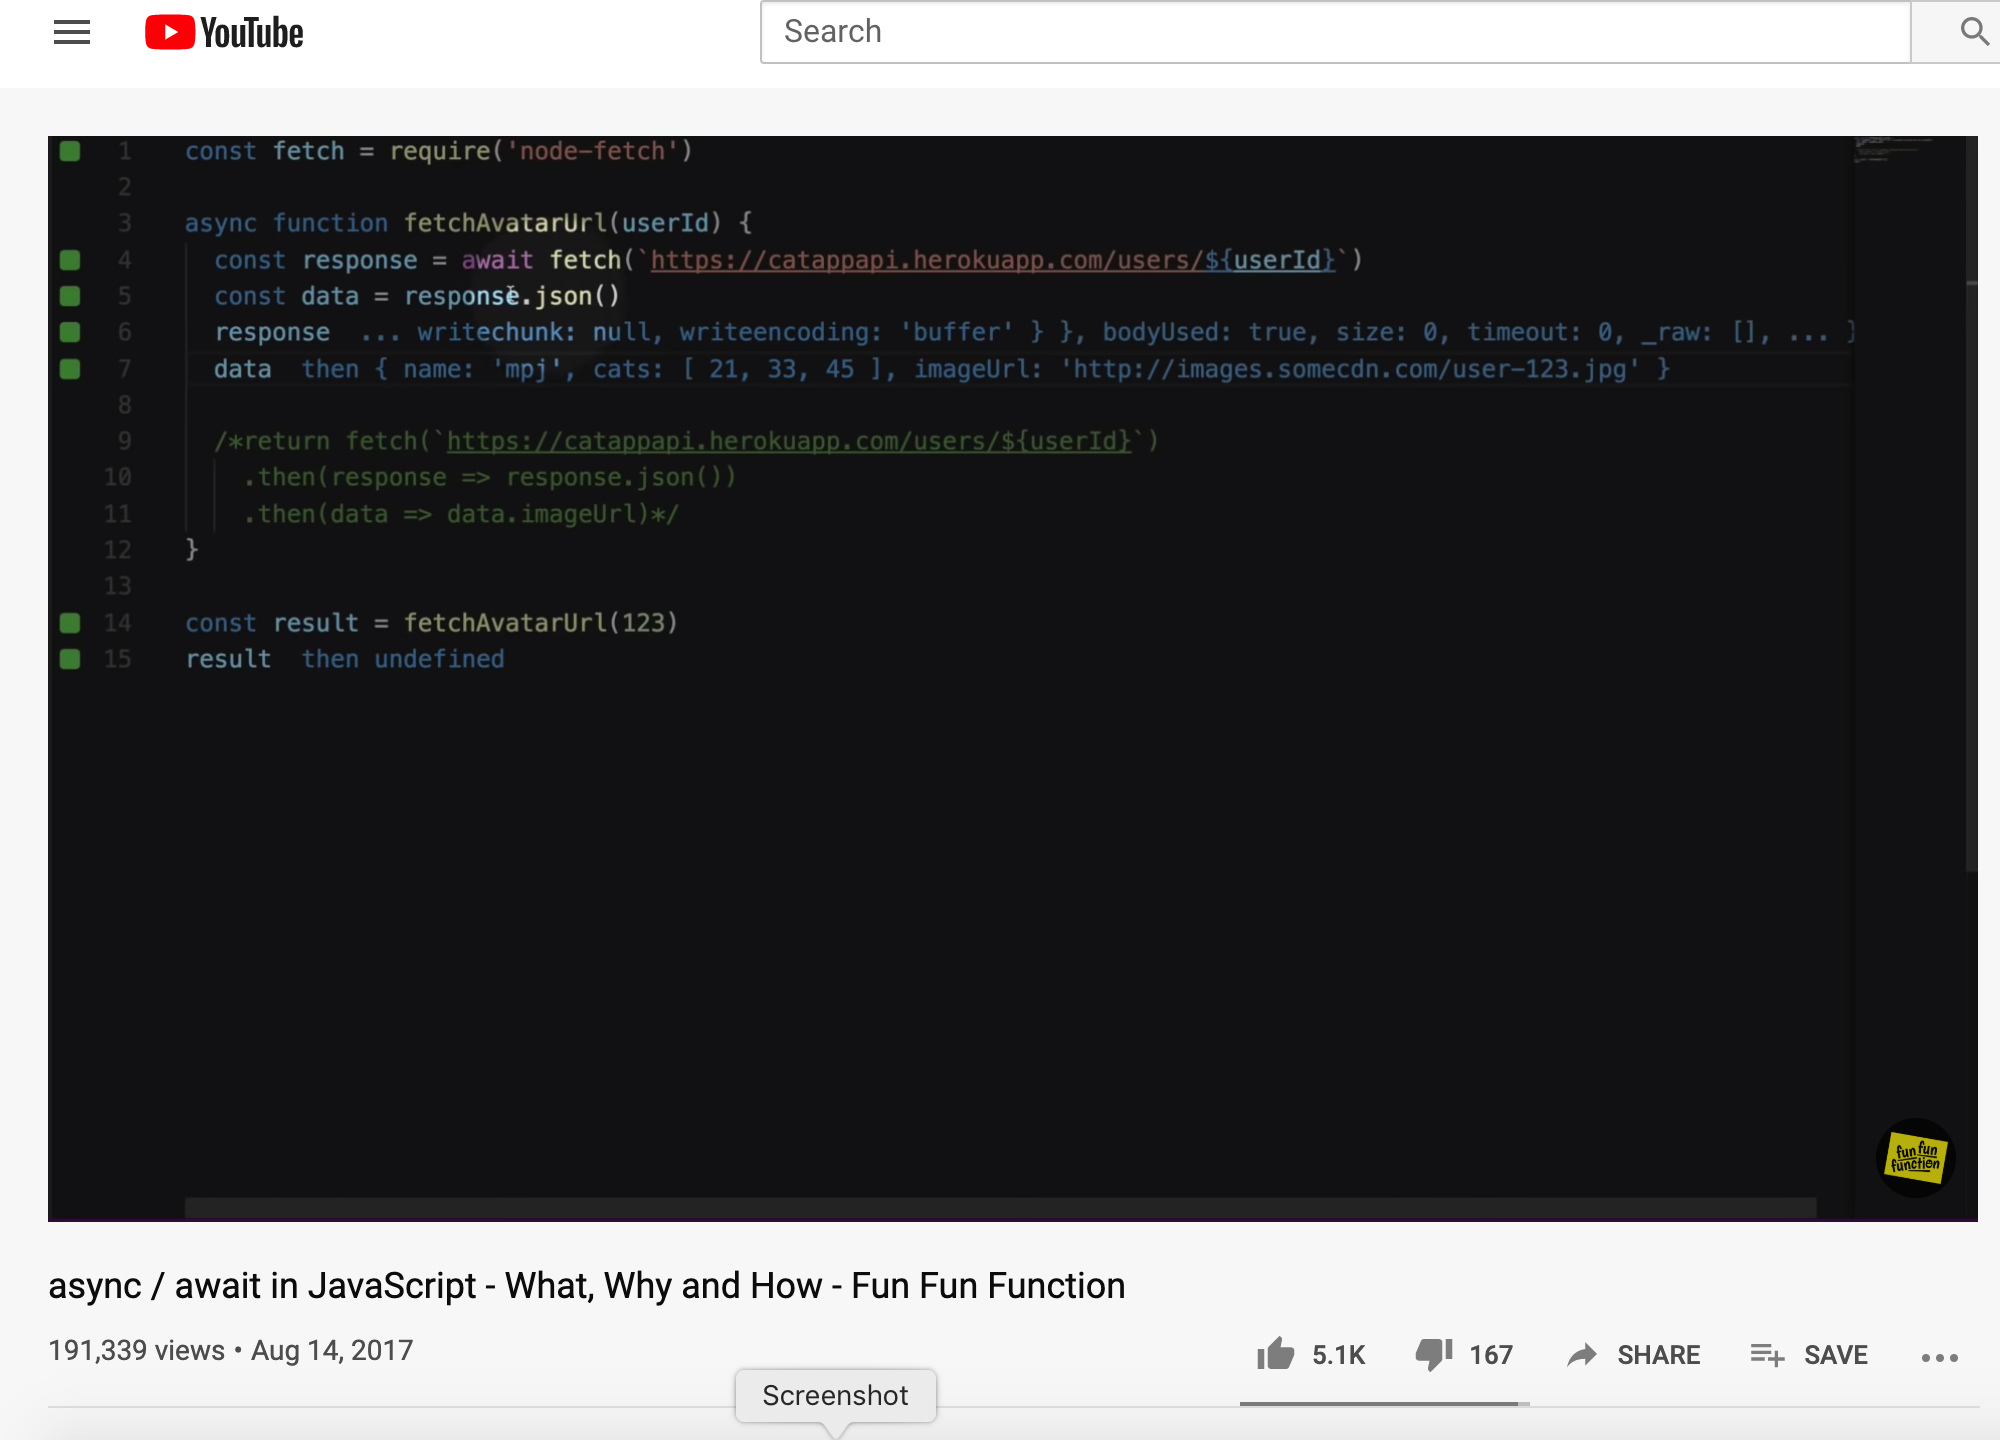 YouTube
Search
1 const fetch = require('node-fetch')
2
3 async function fetchAvatarUrl(userId) {
4 const response = await fetch(`https://catappapi.herokuapp.com/users/${userId}`)
5 const data = response.json()
6 response ... writechunk: null, writeencoding: 'buffer' } }, bodyUsed: true, size: 0, timeout: 0, _raw: [], ... }
7 data then { name: 'mpj', cats: [ 21, 33, 45 ], imageUrl: 'http://images.somecdn.com/user-123.jpg' }
8
9 /*return fetch(`https://catappapi.herokuapp.com/users/${userId}`)
10 .then(response => response.json())
11 .then(data => data.imageUrl)*/
12 }
13
14 const result = fetchAvatarUrl(123)
15 result then undefined
fun fun
function
async / await in JavaScript - What, Why and How - Fun Fun Function
191,339 views • Aug 14, 2017
5.1K 167 SHARE SAVE
Screenshot